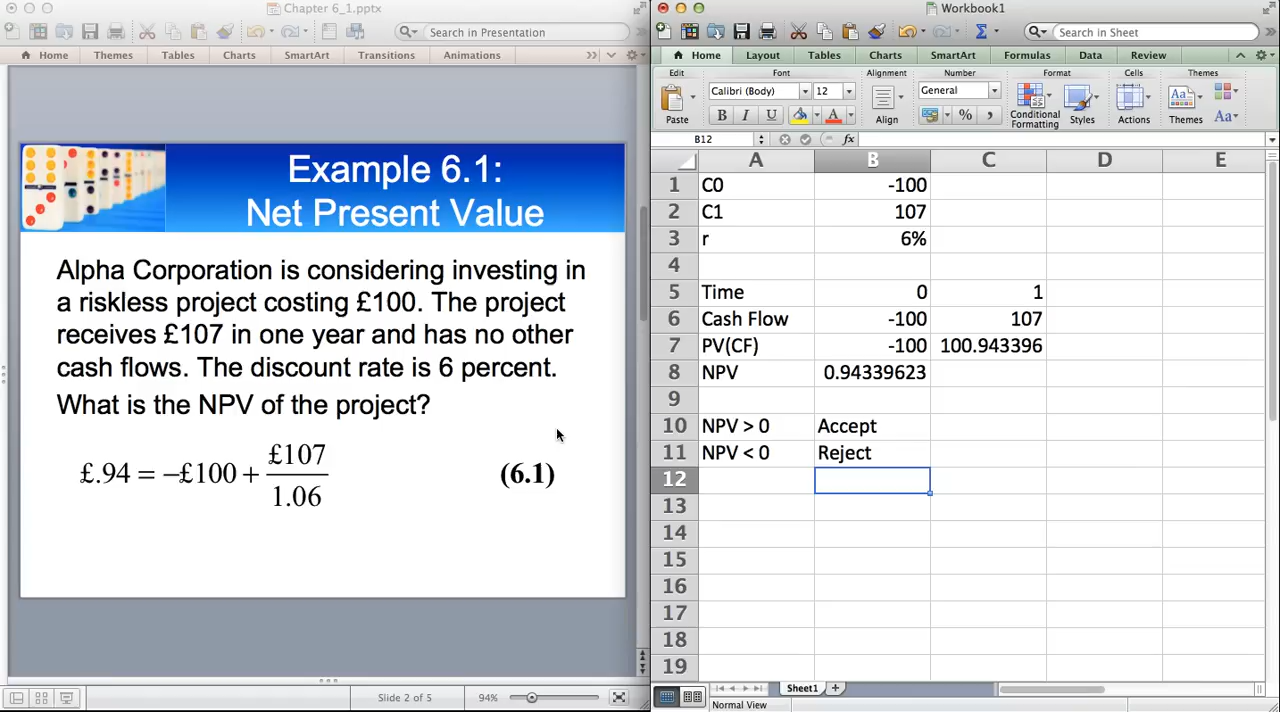 Chapter 6_1.pptx
Search in Presentation
Home Themes Tables Charts SmartArt Transitions Animations
Example 6.1:
Net Present Value
Alpha Corporation is considering investing in
a riskless project costing £100. The project
receives £107 in one year and has no other
cash flows. The discount rate is 6 percent.
What is the NPV of the project?
£.94 = −£100 + £107
1.06
(6.1)
Slide 2 of 5 94%
Workbook1
Search in Sheet
Home Layout Tables Charts SmartArt Formulas Data Review
Edit Font Alignment Number Format Cells Themes
Calibri (Body) 12 General
Paste B I U A Align % , Conditional Formatting Styles Actions Themes Aa
B12 fx
A B C D E
1 C0 -100
2 C1 107
3 r 6%
4
5 Time 0 1
6 Cash Flow -100 107
7 PV(CF) -100 100.943396
8 NPV 0.94339623
9
10 NPV > 0 Accept
11 NPV < 0 Reject
12
13
14
15
16
17
18
19
Sheet1
Normal View